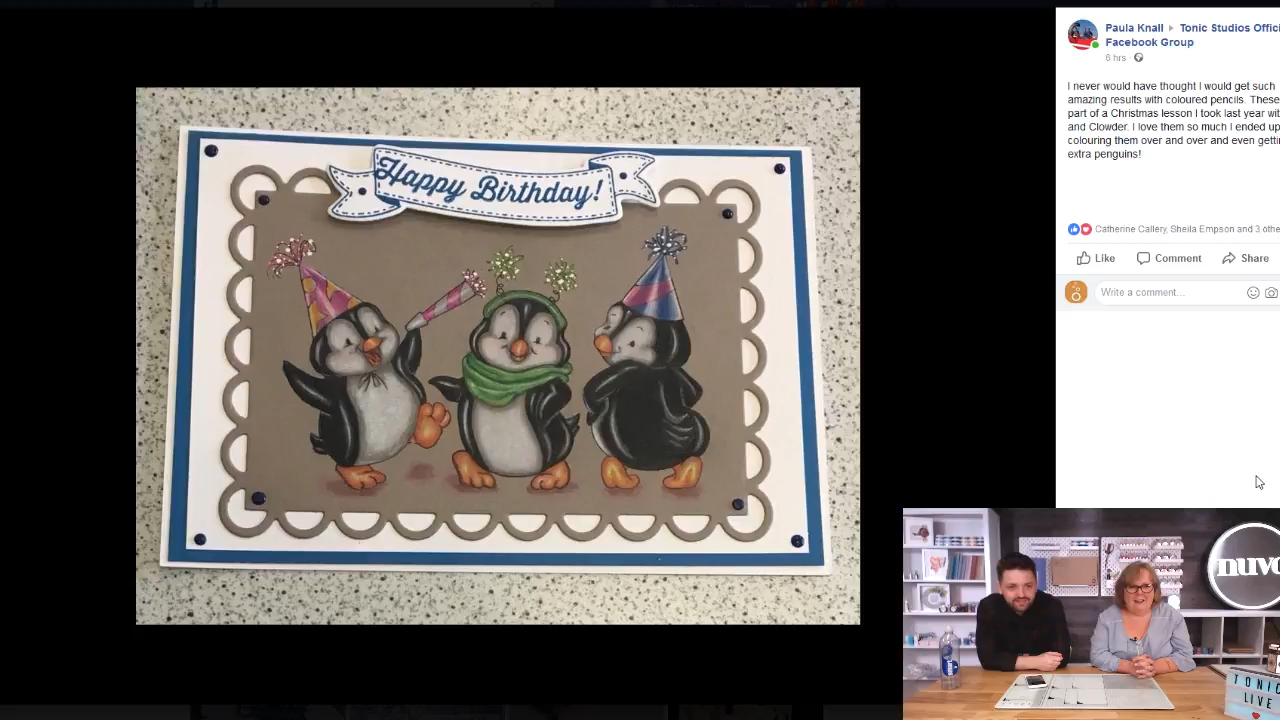 Happy Birthday!
Paula Knall ▸ Tonic Studios Offici
Facebook Group
6 hrs
I never would have thought I would get such
amazing results with coloured pencils. These
part of a Christmas lesson I took last year wit
and Clowder. I love them so much I ended up
colouring them over and over and even getti
extra penguins!
Catherine Callery, Sheila Empson and 3 othe
Like Comment Share
Write a comment...
nuvo
TONIC
LIVE